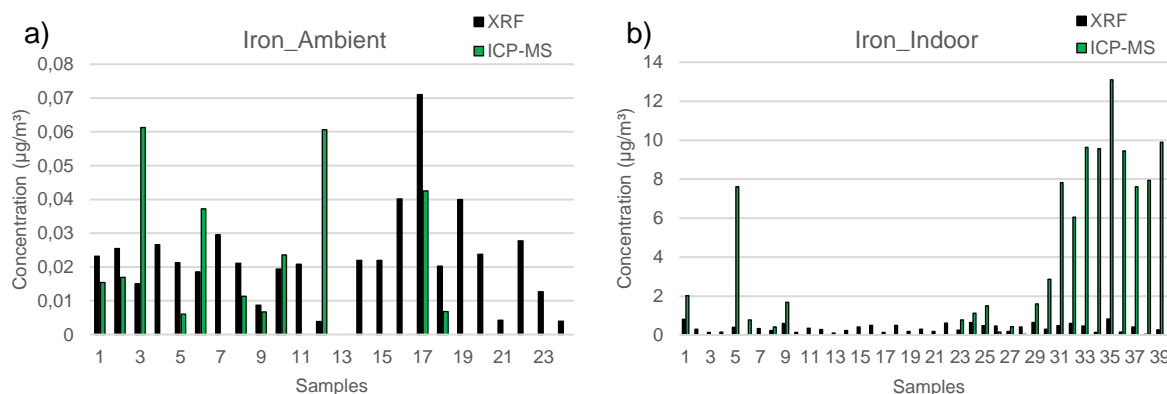 a)
Iron_Ambient
XRF
ICP-MS
Concentration (µg/m³)
0,08
0,07
0,06
0,05
0,04
0,03
0,02
0,01
0
1 3 5 7 9 11 13 15 17 19 21 23
Samples
b)
Iron_Indoor
XRF
ICP-MS
Concentration (µg/m³)
14
12
10
8
6
4
2
0
1 3 5 7 9 11 13 15 17 19 21 23 25 27 29 31 33 35 37 39
Samples